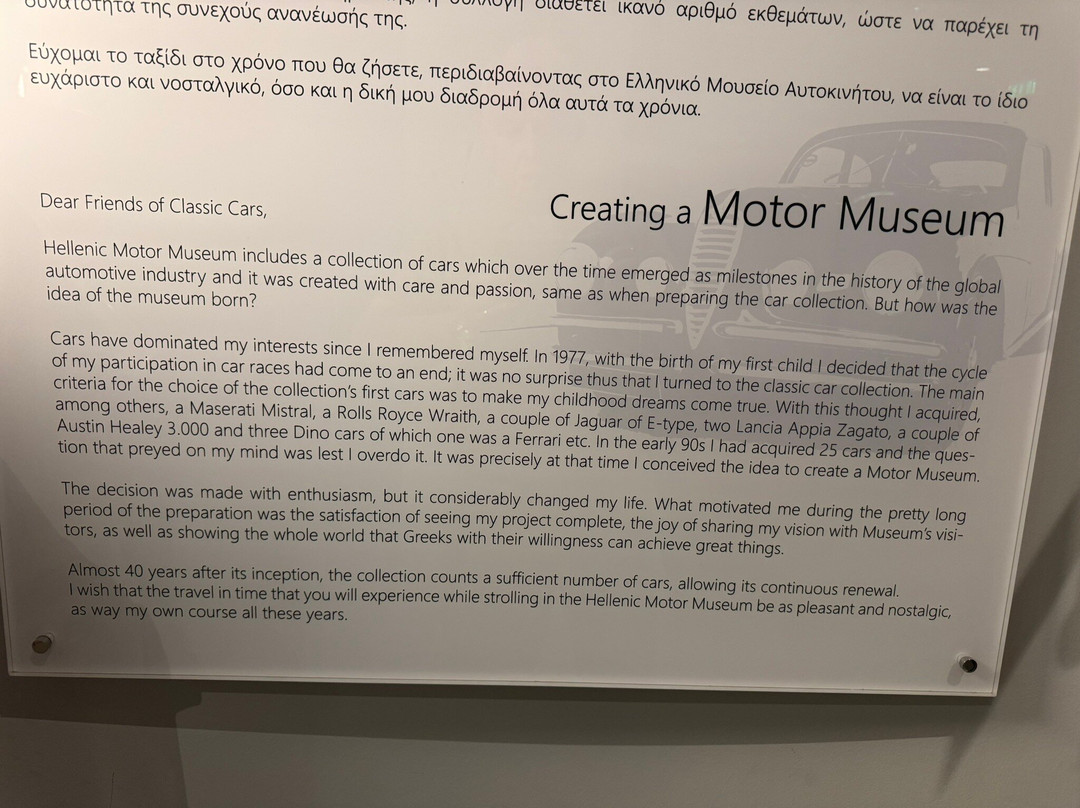 της συνεχούς ανανέωσής της.
συλλογή διαθέτει ικανό αριθμό εκθεμάτων, ώστε να παρέχει τη
Εύχομαι το ταξίδι στο χρόνο που θα ζήσετε, περιδιαβαίνοντας στο Ελληνικό Μουσείο Αυτοκινήτου, να είναι το ίδιο
ευχάριστο και νοσταλγικό, όσο και η δική μου διαδρομή όλα αυτά τα χρόνια.
Creating a Motor Museum
Dear Friends of Classic Cars,
Hellenic Motor Museum includes a collection of cars which over the time emerged as milestones in the history of the global
automotive industry and it was created with care and passion, same as when preparing the car collection. But how was the
idea of the museum born?
Cars have dominated my interests since I remembered myself. In 1977, with the birth of my first child I decided that the cycle
of my participation in car races had come to an end; it was no surprise thus that I turned to the classic car collection. The main
criteria for the choice of the collection's first cars was to make my childhood dreams come true. With this thought I acquired,
among others, a Maserati Mistral, a Rolls Royce Wraith, a couple of Jaguar of E-type, two Lancia Appia Zagato, a couple of
Austin Healey 3.000 and three Dino cars of which one was a Ferrari etc. In the early 90s I had acquired 25 cars and the ques-
tion that preyed on my mind was lest I overdo it. It was precisely at that time I conceived the idea to create a Motor Museum.
The decision was made with enthusiasm, but it considerably changed my life. What motivated me during the pretty long
period of the preparation was the satisfaction of seeing my project complete, the joy of sharing my vision with Museum's visi-
tors, as well as showing the whole world that Greeks with their willingness can achieve great things.
Almost 40 years after its inception, the collection counts a sufficient number of cars, allowing its continuous renewal.
I wish that the travel in time that you will experience while strolling in the Hellenic Motor Museum be as pleasant and nostalgic,
as way my own course all these years.